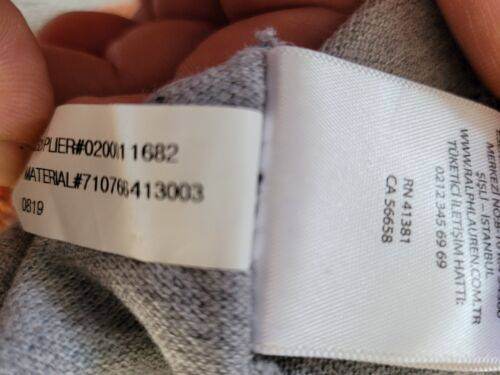 SUPPLIER#0200011682
MATERIAL#710766413003
0819
RN 41381
CA 56658
ŞİŞLİ - İSTANBUL
WWW.RALPHLAUREN.COM.TR
TÜKETİCİ İLETİŞİM HATTI:
0212 345 69 69